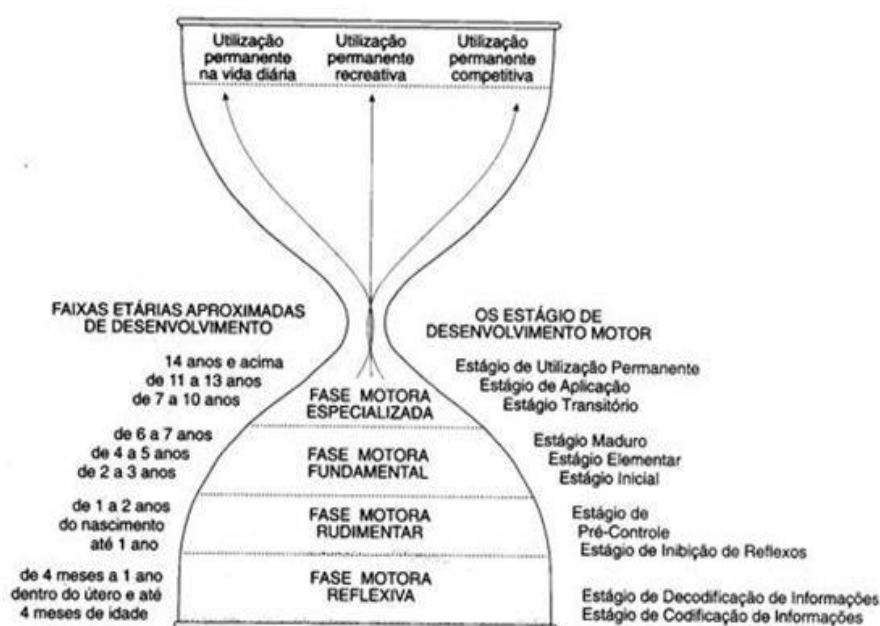 Utilização permanente na vida diária
Utilização permanente recreativa
Utilização permanente competitiva
FAIXAS ETÁRIAS APROXIMADAS
DE DESENVOLVIMENTO
OS ESTÁGIO DE
DESENVOLVIMENTO MOTOR
14 anos e acima
de 11 a 13 anos
de 7 a 10 anos
FASE MOTORA
ESPECIALIZADA
Estágio de Utilização Permanente
Estágio de Aplicação
Estágio Transitório
de 6 a 7 anos
de 4 a 5 anos
de 2 a 3 anos
FASE MOTORA
FUNDAMENTAL
Estágio Maduro
Estágio Elementar
Estágio Inicial
de 1 a 2 anos
do nascimento
até 1 ano
FASE MOTORA
RUDIMENTAR
Estágio de
Pré-Controle
Estágio de Inibição de Reflexos
de 4 meses a 1 ano
dentro do útero e até
4 meses de idade
FASE MOTORA
REFLEXIVA
Estágio de Decodificação de Informações
Estágio de Codificação de Informações